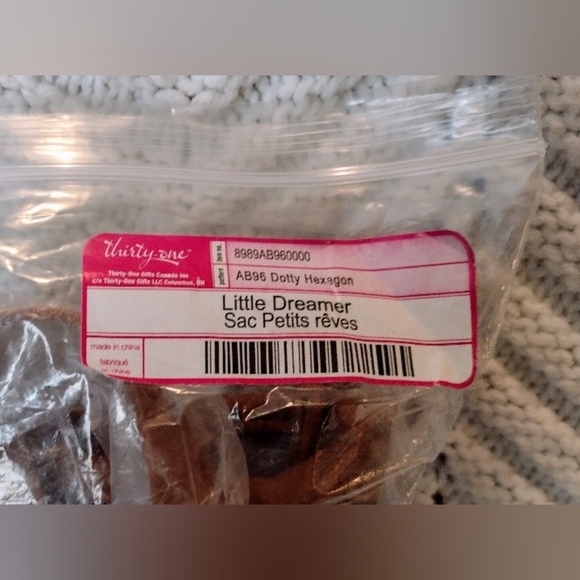 thirty-one™
Thirty-One Gifts Canada Inc
c/o Thirty-One Gifts LLC Columbus, OH
item no. 8989AB960000
pattern AB96 Dotty Hexagon
Little Dreamer
Sac Petits rêves
made in china
fabriqué
en chine